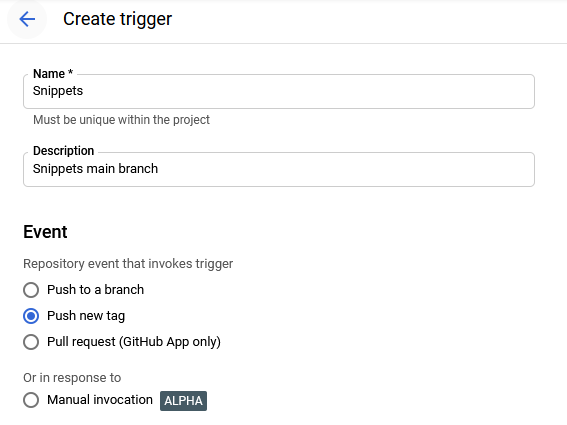 Create trigger
Name *
Snippets
Must be unique within the project
Description
Snippets main branch
Event
Repository event that invokes trigger
Push to a branch
Push new tag
Pull request (GitHub App only)
Or in response to
Manual invocation ALPHA